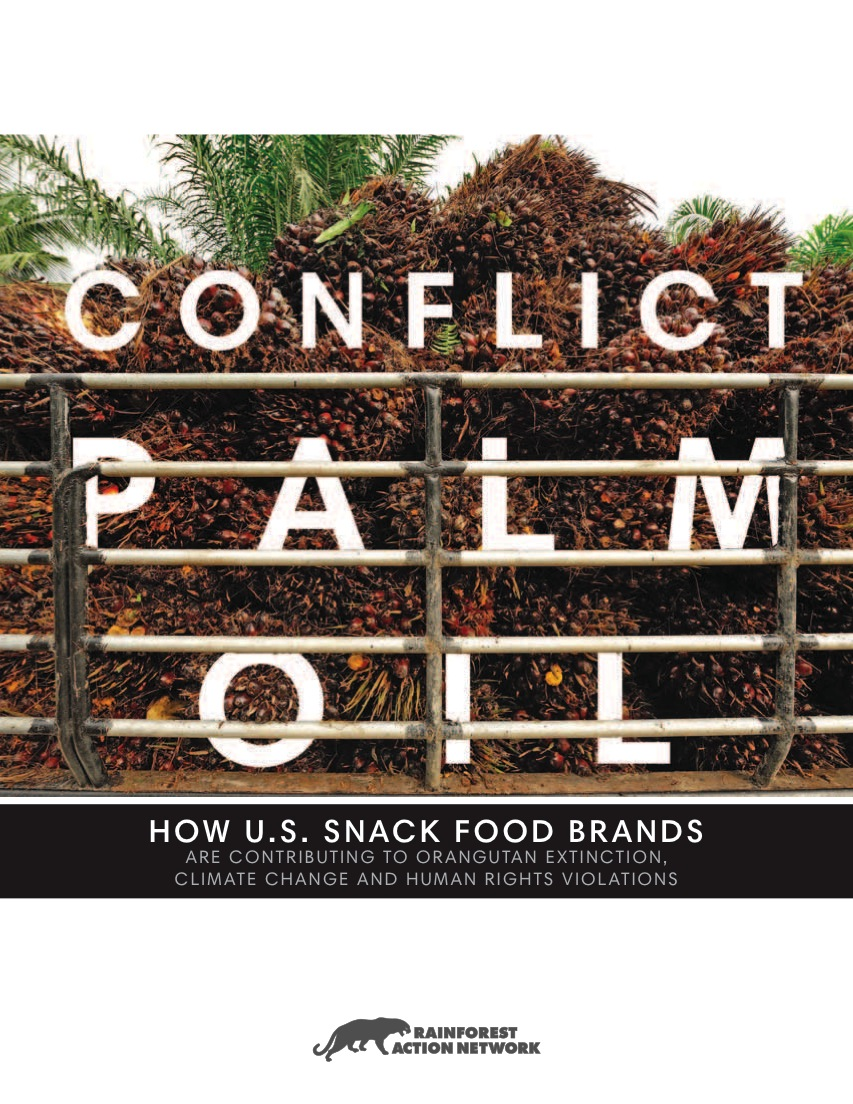 CONFLICT
PALM
OIL
HOW U.S. SNACK FOOD BRANDS
ARE CONTRIBUTING TO ORANGUTAN EXTINCTION,
CLIMATE CHANGE AND HUMAN RIGHTS VIOLATIONS
RAINFOREST
ACTION NETWORK